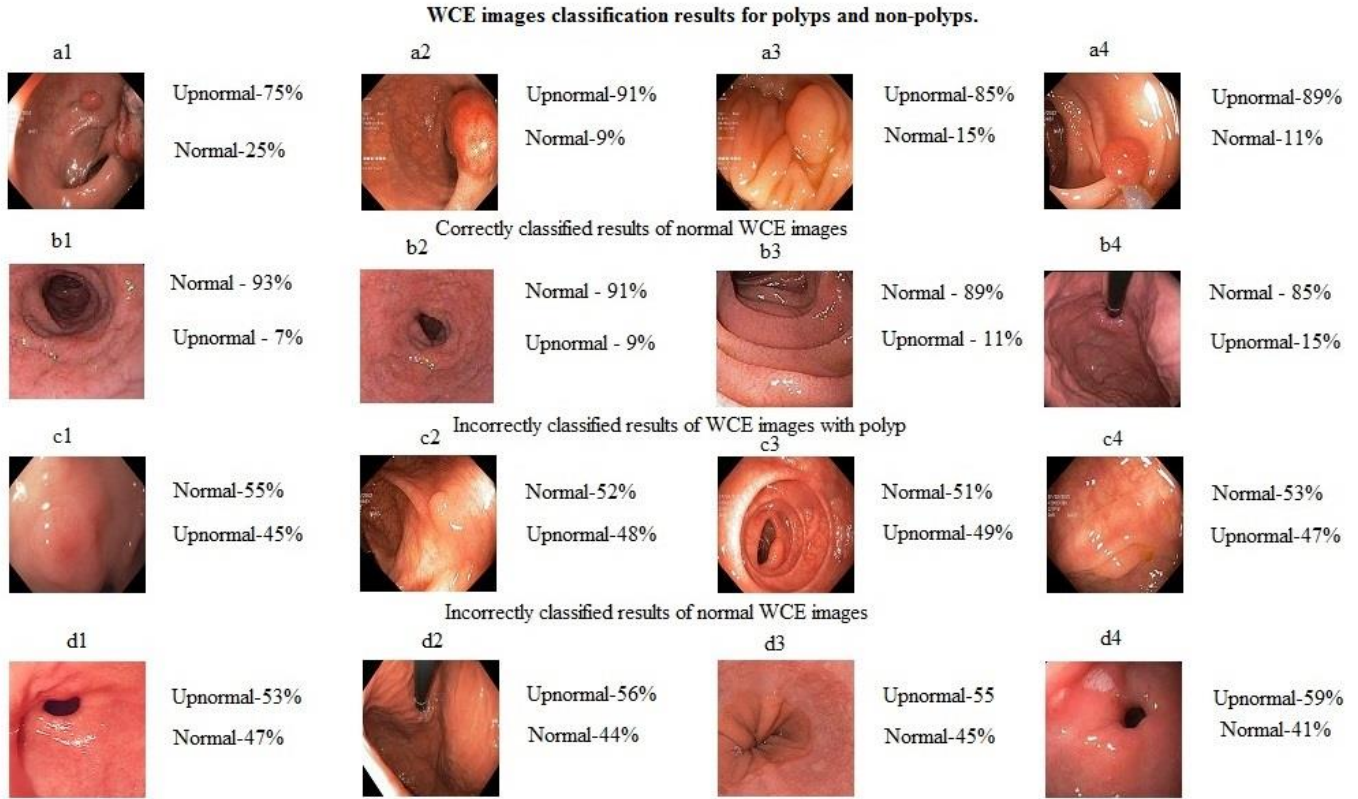 WCE images classification results for polyps and non-polyps.
a1 a2 a3 a4
Upnormal-75% Upnormal-91% Upnormal-85% Upnormal-89%
Normal-25% Normal-9% Normal-15% Normal-11%
Correctly classified results of normal WCE images
b1 b2 b3 b4
Normal - 93% Normal - 91% Normal - 89% Normal - 85%
Upnormal - 7% Upnormal - 9% Upnormal - 11% Upnormal-15%
Incorrectly classified results of WCE images with polyp
c1 c2 c3 c4
Normal-55% Normal-52% Normal-51% Normal-53%
Upnormal-45% Upnormal-48% Upnormal-49% Upnormal-47%
Incorrectly classified results of normal WCE images
d1 d2 d3 d4
Upnormal-53% Upnormal-56% Upnormal-55 Upnormal-59%
Normal-47% Normal-44% Normal-45% Normal-41%